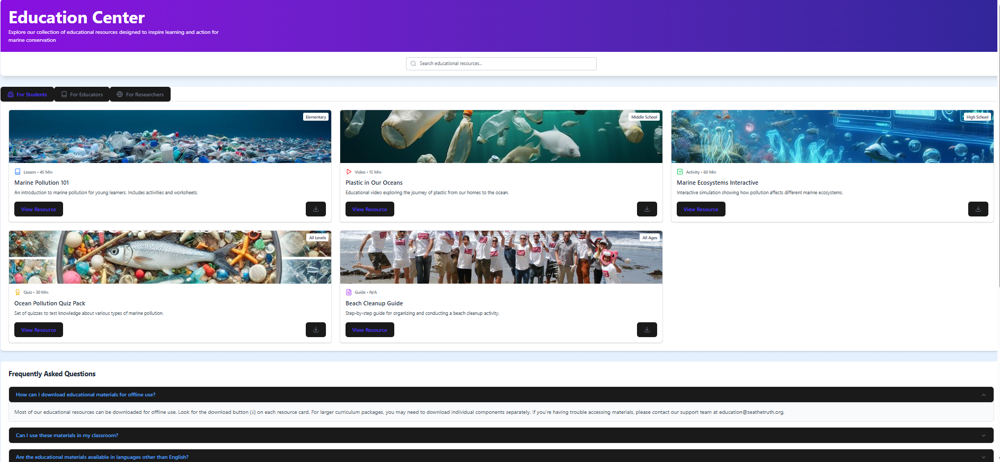 Education Center
Explore our collection of educational resources designed to inspire learning and action for
marine conservation
Search educational resources...
For Students
For Educators
For Researchers
Elementary
Lesson • 45 Min
Marine Pollution 101
An introduction to marine pollution for young learners. Includes activities and worksheets.
View Resource
Middle School
Video • 15 Min
Plastic in Our Oceans
Educational video exploring the journey of plastic from our homes to the ocean.
View Resource
High School
Activity • 60 Min
Marine Ecosystems Interactive
Interactive simulation showing how pollution affects different marine ecosystems.
View Resource
All Levels
Quiz • 30 Min
Ocean Pollution Quiz Pack
Set of quizzes to test knowledge about various types of marine pollution.
View Resource
All Ages
Guide • N/A
Beach Cleanup Guide
Step-by-step guide for organizing and conducting a beach cleanup activity.
View Resource
Frequently Asked Questions
How can I download educational materials for offline use?
Most of our educational resources can be downloaded for offline use. Look for the download button (↓) on each resource card. For larger curriculum packages, you may need to download individual components separately. If you're having trouble accessing materials, please contact our support team at education@seathetruth.org.
Can I use these materials in my classroom?
Are the educational materials available in languages other than English?